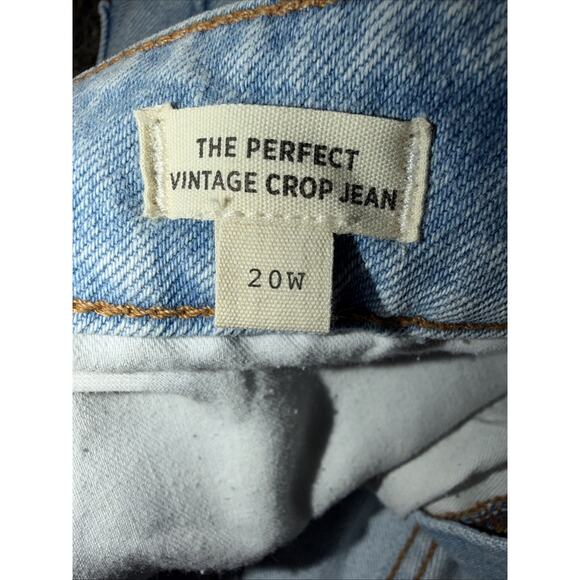 THE PERFECT
VINTAGE CROP JEAN
20W